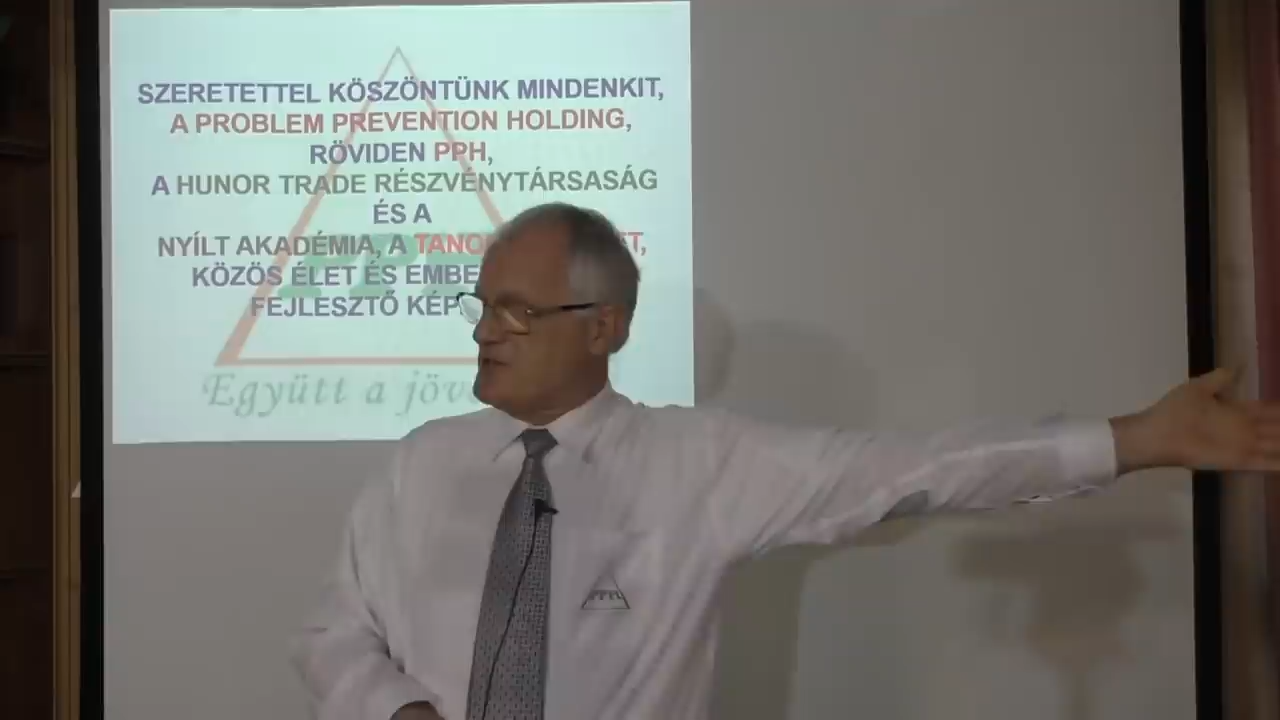 SZERETETTEL KÖSZÖNTÜNK MINDENKIT,
A PROBLEM PREVENTION HOLDING,
RÖVIDEN PPH,
A HUNOR TRADE RÉSZVÉNYTÁRSASÁG
ÉS A
NYÍLT AKADÉMIA, A
KÖZÖS ÉLET ÉS
FEJLESZTŐ
Együtt a